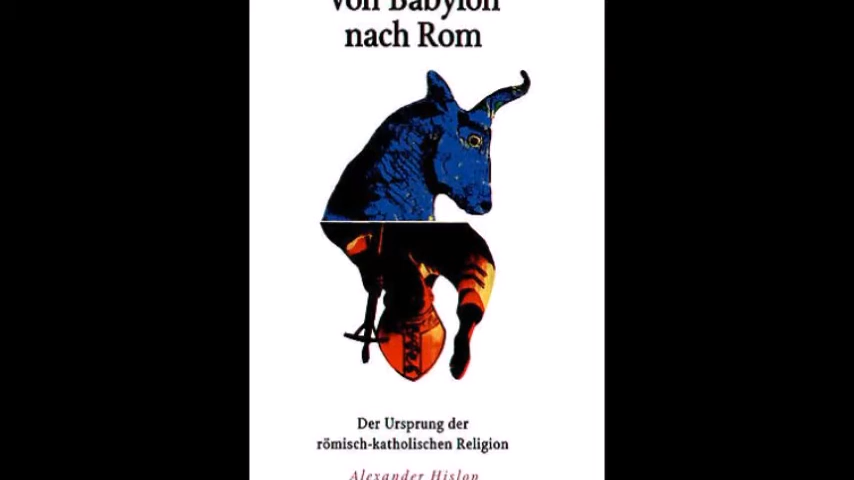 Von Babylon
nach Rom
Der Ursprung der
römisch-katholischen Religion
Alexander Hislop